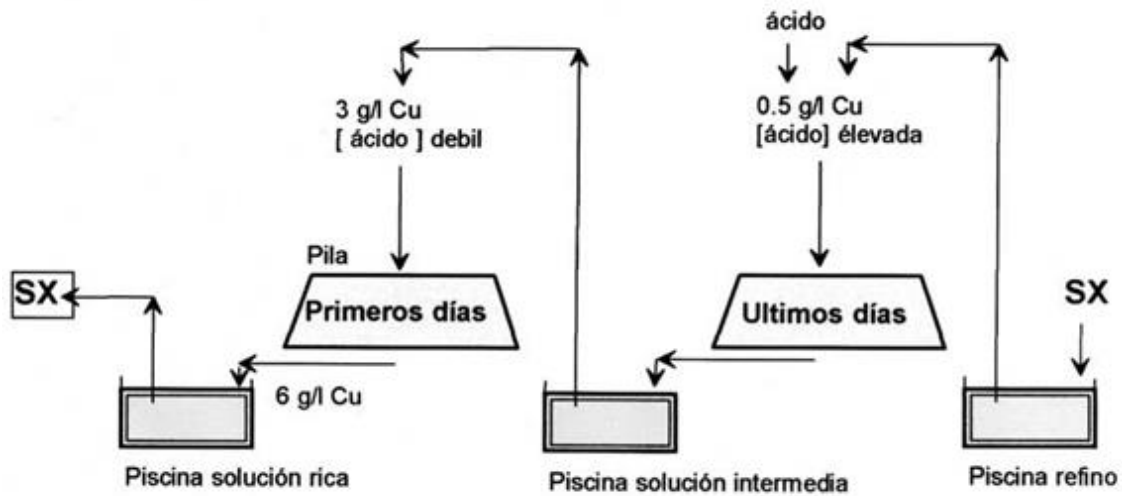 ácido
3 g/l Cu
[ ácido ] debil
0.5 g/l Cu
[ácido] élevada
Pila
SX
Primeros días
Ultimos días
SX
6 g/l Cu
Piscina solución rica
Piscina solución intermedia
Piscina refino